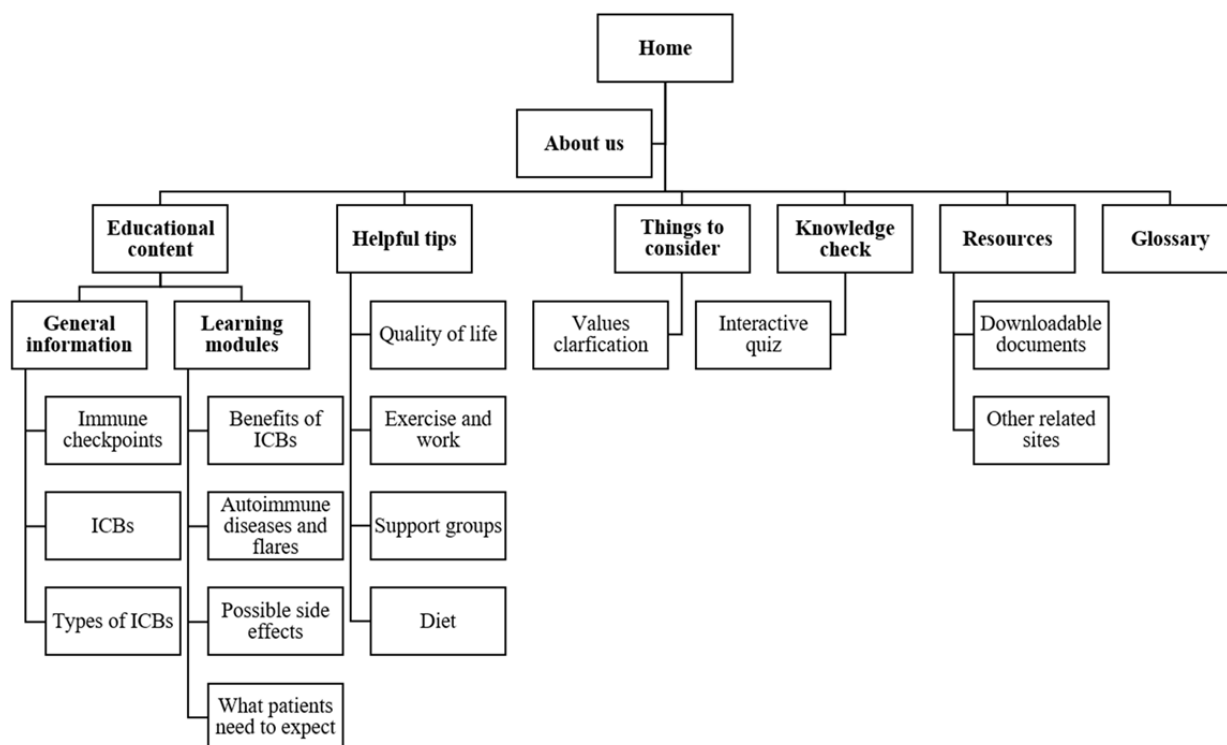 Home
About us
Educational
content
Helpful tips
Things to
consider
Knowledge
check
Resources
Glossary
General
information
Learning
modules
Quality of life
Values
clarfication
Interactive
quiz
Downloadable
documents
Immune
checkpoints
Benefits of
ICBs
Exercise and
work
Other related
sites
ICBs
Autoimmune
diseases and
flares
Support groups
Types of ICBs
Possible side
effects
Diet
What patients
need to expect